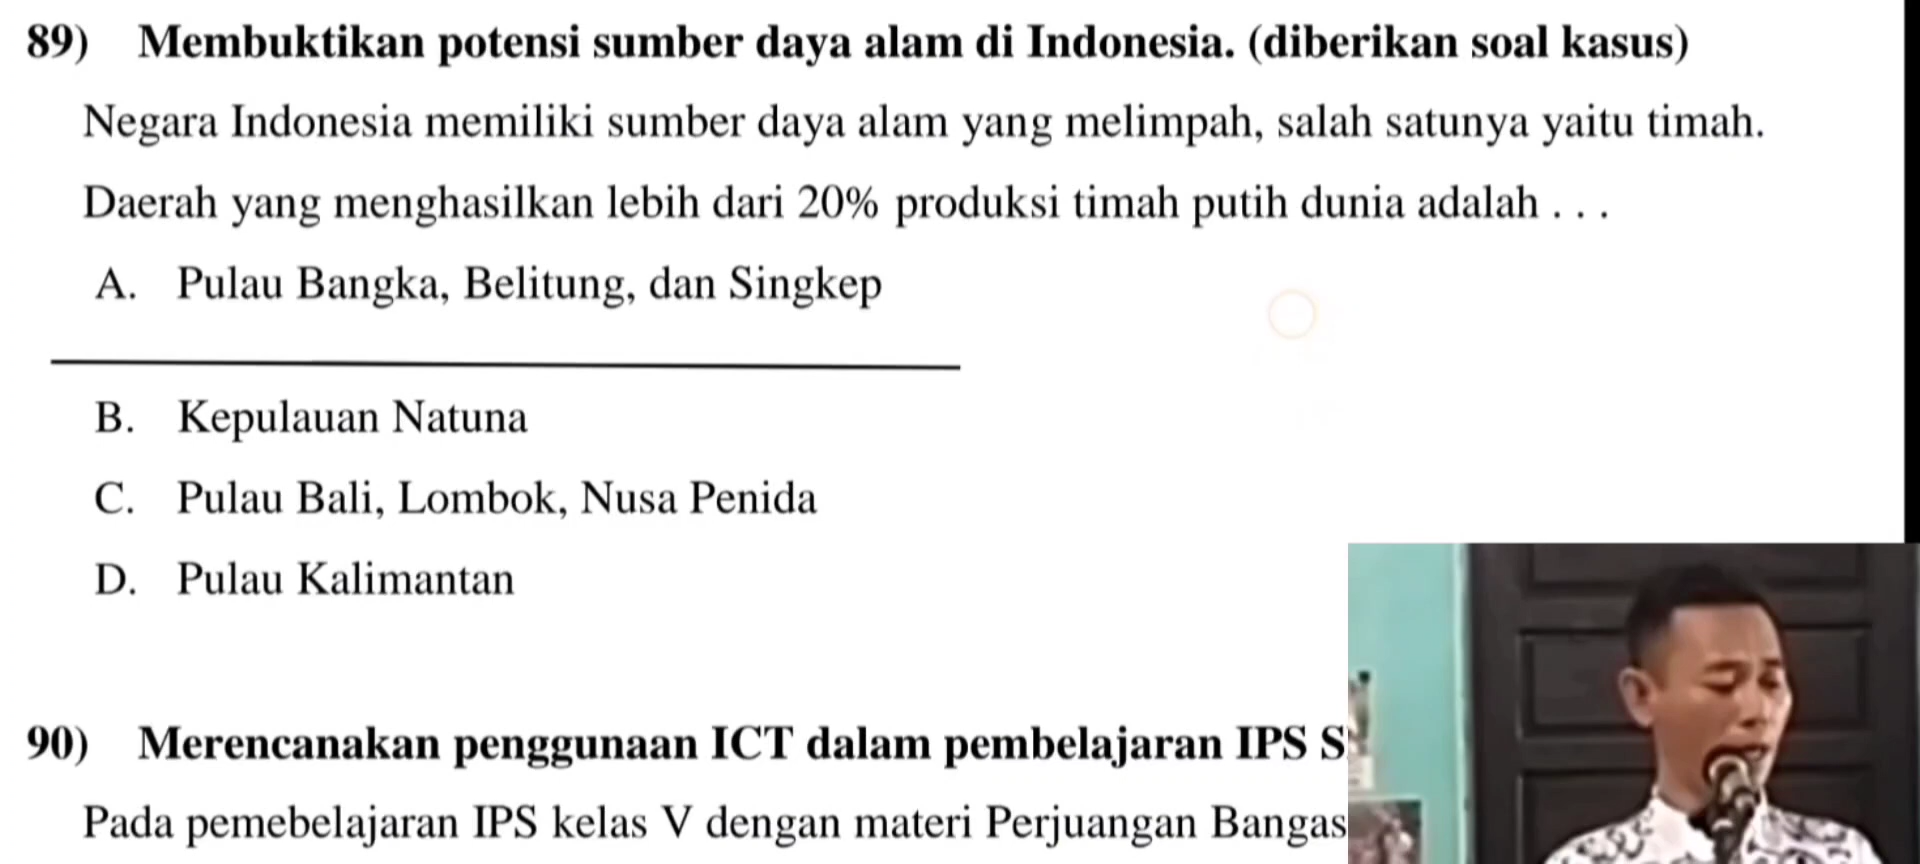 89) Membuktikan potensi sumber daya alam di Indonesia. (diberikan soal kasus)
Negara Indonesia memiliki sumber daya alam yang melimpah, salah satunya yaitu timah.
Daerah yang menghasilkan lebih dari 20% produksi timah putih dunia adalah . . .
A. Pulau Bangka, Belitung, dan Singkep
B. Kepulauan Natuna
C. Pulau Bali, Lombok, Nusa Penida
D. Pulau Kalimantan
90) Merencanakan penggunaan ICT dalam pembelajaran IPS S
Pada pemebelajaran IPS kelas V dengan materi Perjuangan Bangas